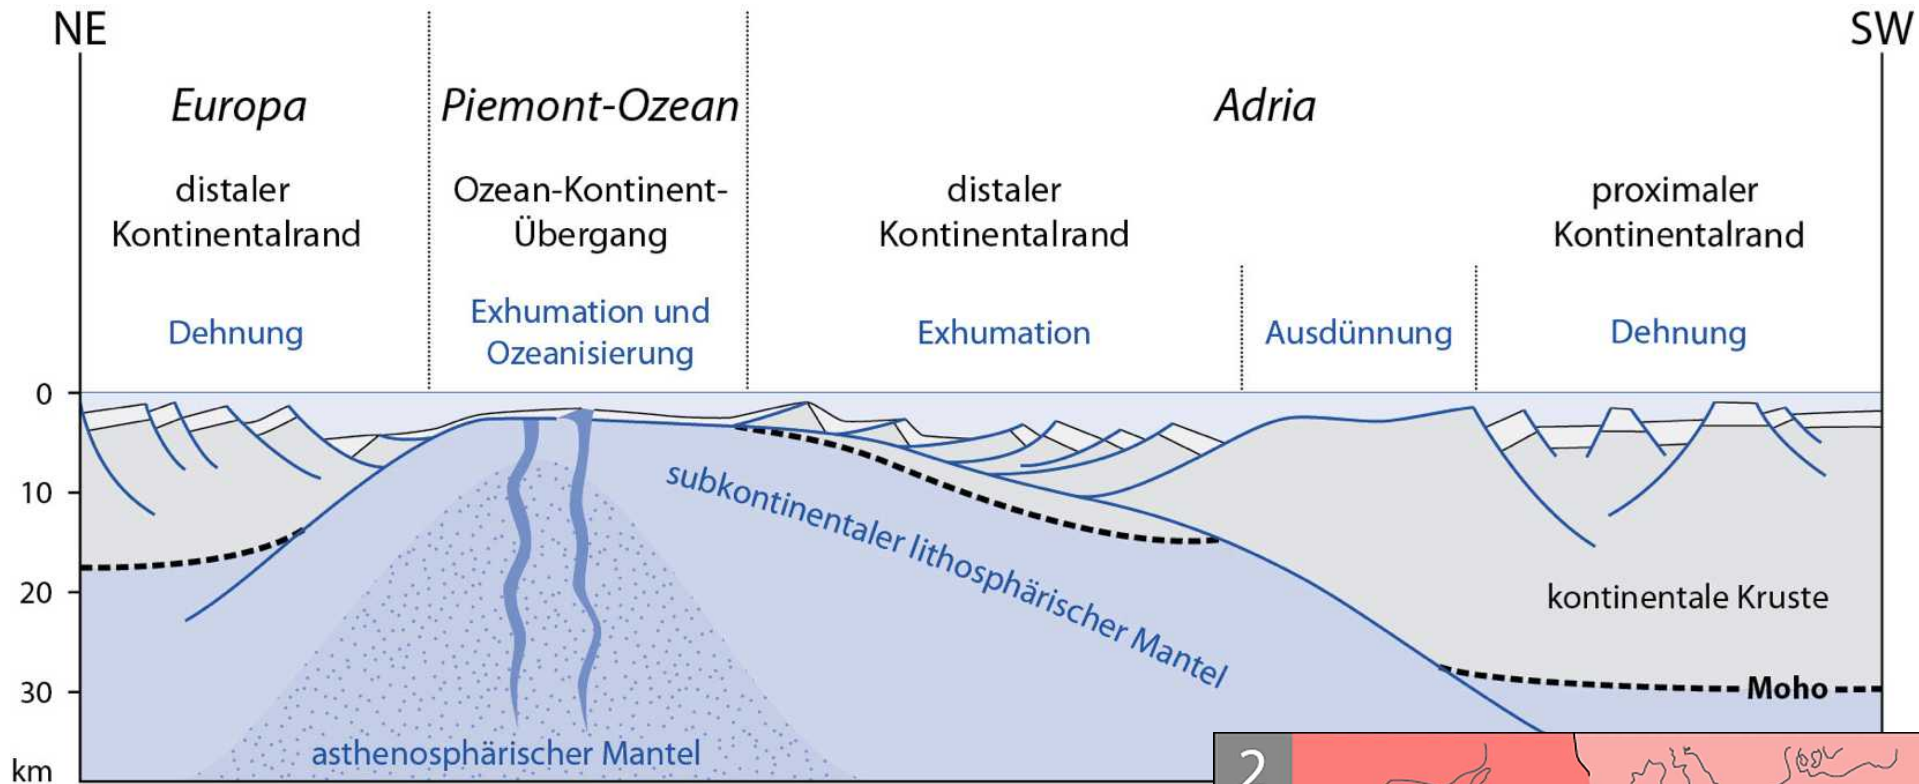 NE
SW
Europa
Piemont-Ozean
Adria
distaler
Kontinentalrand
Ozean-Kontinent-
Übergang
distaler
Kontinentalrand
proximaler
Kontinentalrand
Dehnung
Exhumation und
Ozeanisierung
Exhumation
Ausdünnung
Dehnung
0
10
20
30
km
subkontinentaler lithosphärischer Mantel
kontinentale Kruste
Moho
asthenosphärischer Mantel
2